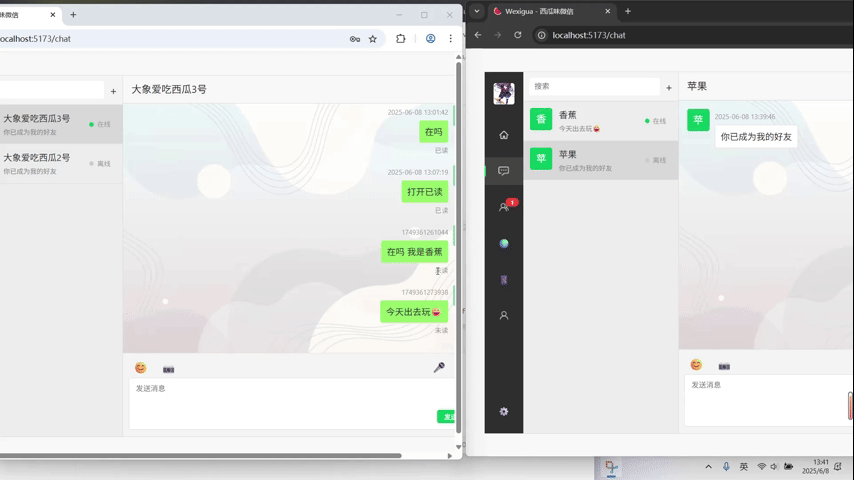 味微信
ocalhost:5173/chat
大象爱吃西瓜3号
你已成为我的好友
在线
大象爱吃西瓜2号
你已成为我的好友
离线
大象爱吃西瓜3号
2025-06-08 13:01:42
在吗
已读
2025-06-08 13:07:19
打开已读
已读
1749361261044
在吗 我是香蕉
读
1749361273938
今天出去玩😝
未读
发送消息
Wexigua - 西瓜味微信
localhost:5173/chat
搜索
香
香蕉
今天出去玩😝
在线
苹
苹果
你已成为我的好友
离线
1
苹果
苹
2025-06-08 13:39:46
你已成为我的好友
发送消息
英
13:41
2025/6/8